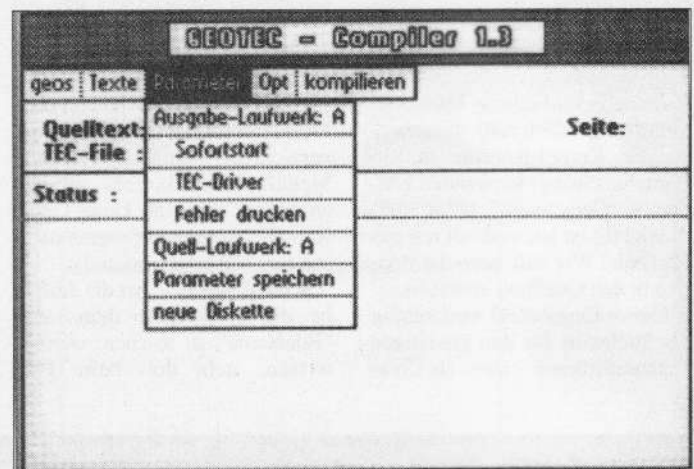 GEOTEC - Compiler 1.3
geos Texte Parameter Opt kompilieren
Quelltext:
TEC-File :
Seite:
Status :
Ausgabe-Laufwerk: A
Sofortstart
TEC-Driver
Fehler drucken
Quell-Laufwerk: A
Parameter speichern
neue Diskette